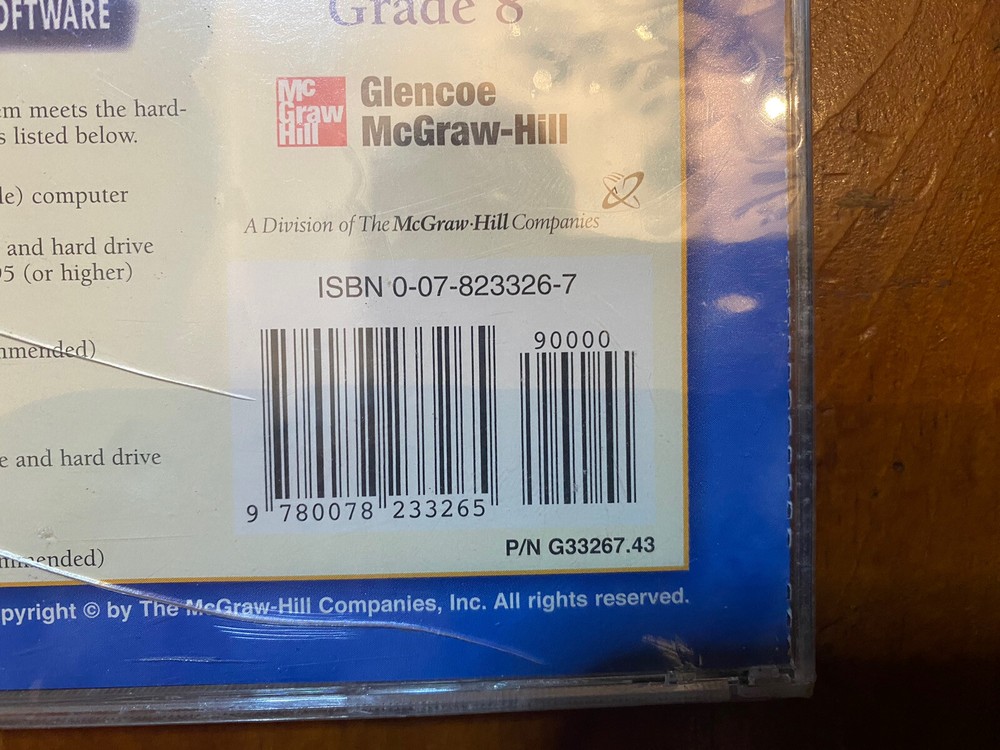 OFTWARE
Grade 8
em meets the hard-
s listed below.
Mc
Graw
Hill
Glencoe
McGraw-Hill
le) computer
A Division of The McGraw·Hill Companies
and hard drive
95 (or higher)
ISBN 0-07-823326-7
90000
mmended)
e and hard drive
9 780078 233265
P/N G33267.43
mmended)
pyright © by The McGraw-Hill Companies, Inc. All rights reserved.